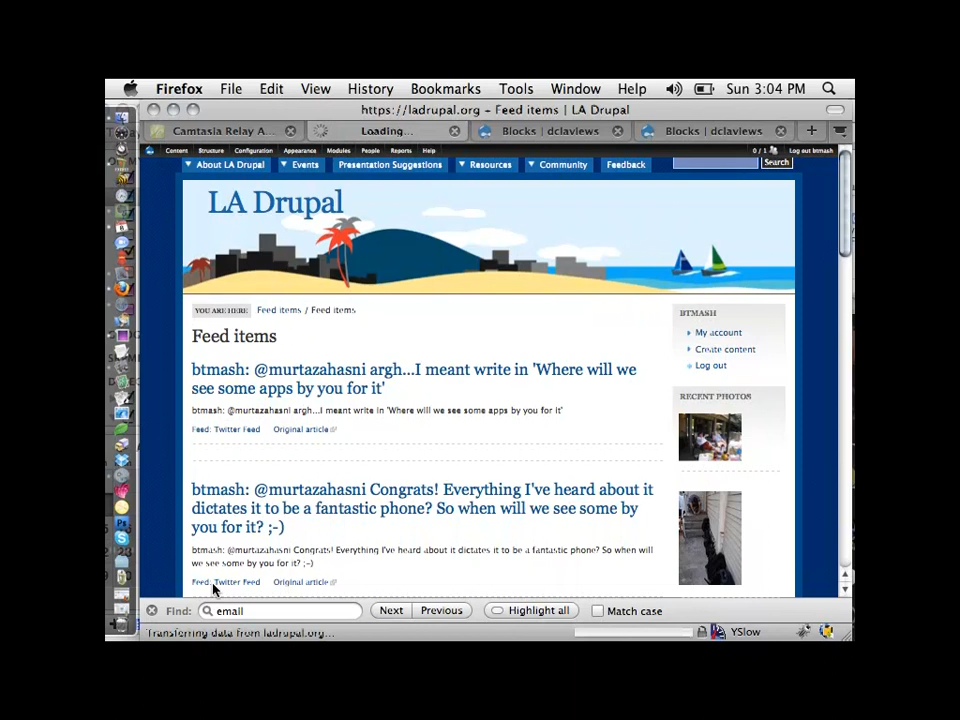 Firefox File Edit View History Bookmarks Tools Window Help Sun 3:04 PM
https://ladrupal.org – Feed items | LA Drupal
Camtasia Relay A... Loading... Blocks | dclaviews Blocks | dclaviews
Content Structure Configuration Appearance Modules People Reports Help 0 / 1 Log out btmash
About LA Drupal Events Presentation Suggestions Resources Community Feedback Search
LA Drupal
YOU ARE HERE Feed items / Feed items
Feed items
btmash: @murtazahasni argh...I meant write in 'Where will we
see some apps by you for it'
btmash: @murtazahasni argh...I meant write in 'Where will we see some apps by you for it'
Feed: Twitter Feed Original article
btmash: @murtazahasni Congrats! Everything I've heard about it
dictates it to be a fantastic phone? So when will we see some by
you for it? ;-)
btmash: @murtazahasni Congrats! Everything I've heard about it dictates it to be a fantastic phone? So when will
we see some by you for it? ;-)
Feed: Twitter Feed Original article
BTMASH
My account
Create content
Log out
RECENT PHOTOS
Find: email Next Previous Highlight all Match case
Transferring data from ladrupal.org...
YSlow